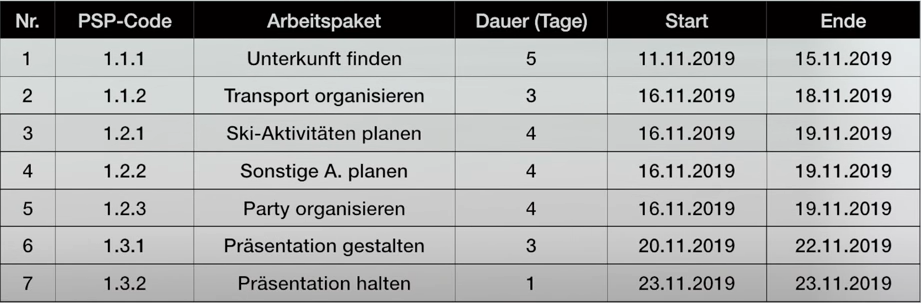 Nr. PSP-Code Arbeitspaket Dauer (Tage) Start Ende
1 1.1.1 Unterkunft finden 5 11.11.2019 15.11.2019
2 1.1.2 Transport organisieren 3 16.11.2019 18.11.2019
3 1.2.1 Ski-Aktivitäten planen 4 16.11.2019 19.11.2019
4 1.2.2 Sonstige A. planen 4 16.11.2019 19.11.2019
5 1.2.3 Party organisieren 4 16.11.2019 19.11.2019
6 1.3.1 Präsentation gestalten 3 20.11.2019 22.11.2019
7 1.3.2 Präsentation halten 1 23.11.2019 23.11.2019